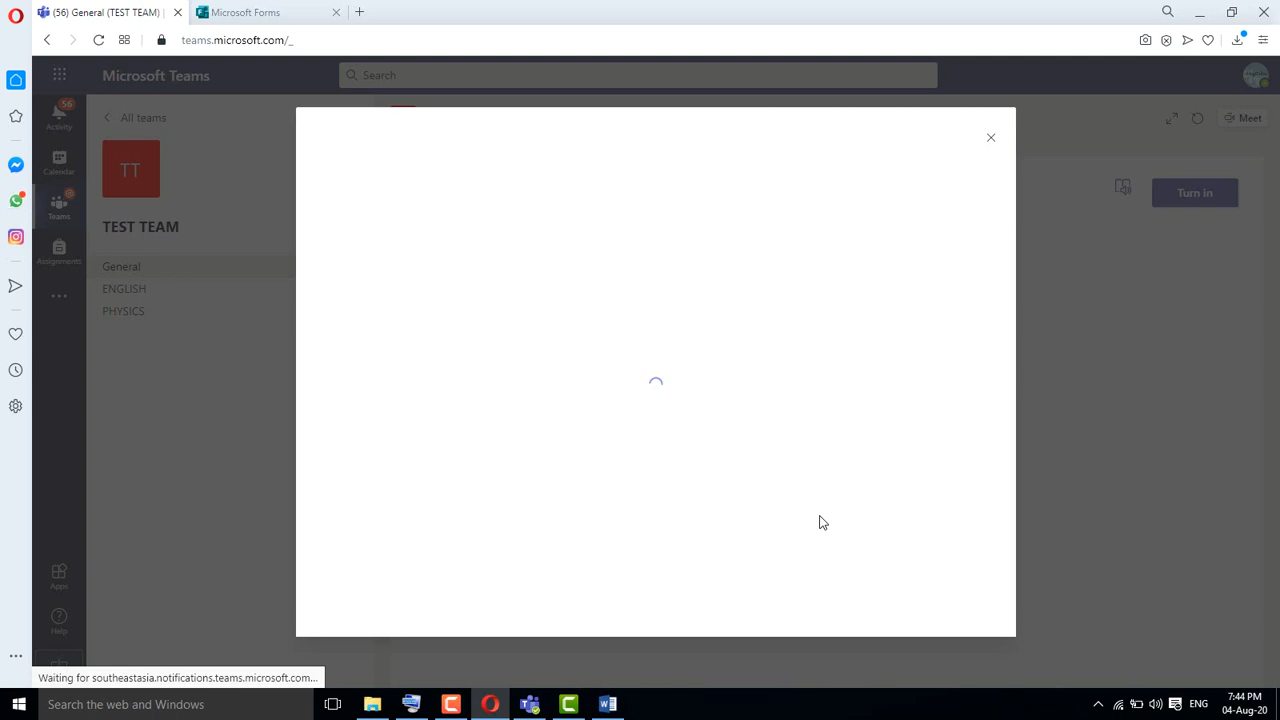 (56) General (TEST TEAM) |
Microsoft Forms
teams.microsoft.com/_
Microsoft Teams
Search
56
Activity
All teams
Meet
Calendar
TT
Teams
Turn in
TEST TEAM
Assignments
General
ENGLISH
PHYSICS
Apps
Help
Waiting for southeastasia.notifications.teams.microsoft.com...
Search the web and Windows
ENG
7:44 PM
04-Aug-20